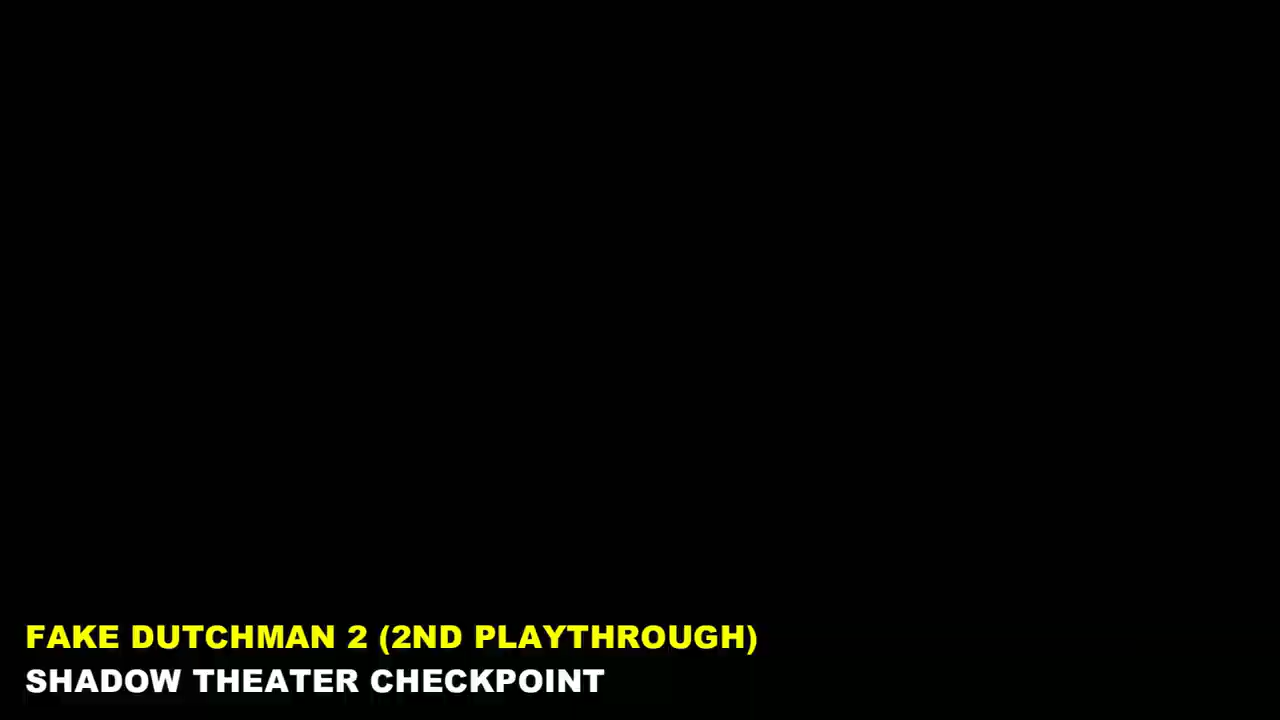 FAKE DUTCHMAN 2 (2ND PLAYTHROUGH)
SHADOW THEATER CHECKPOINT